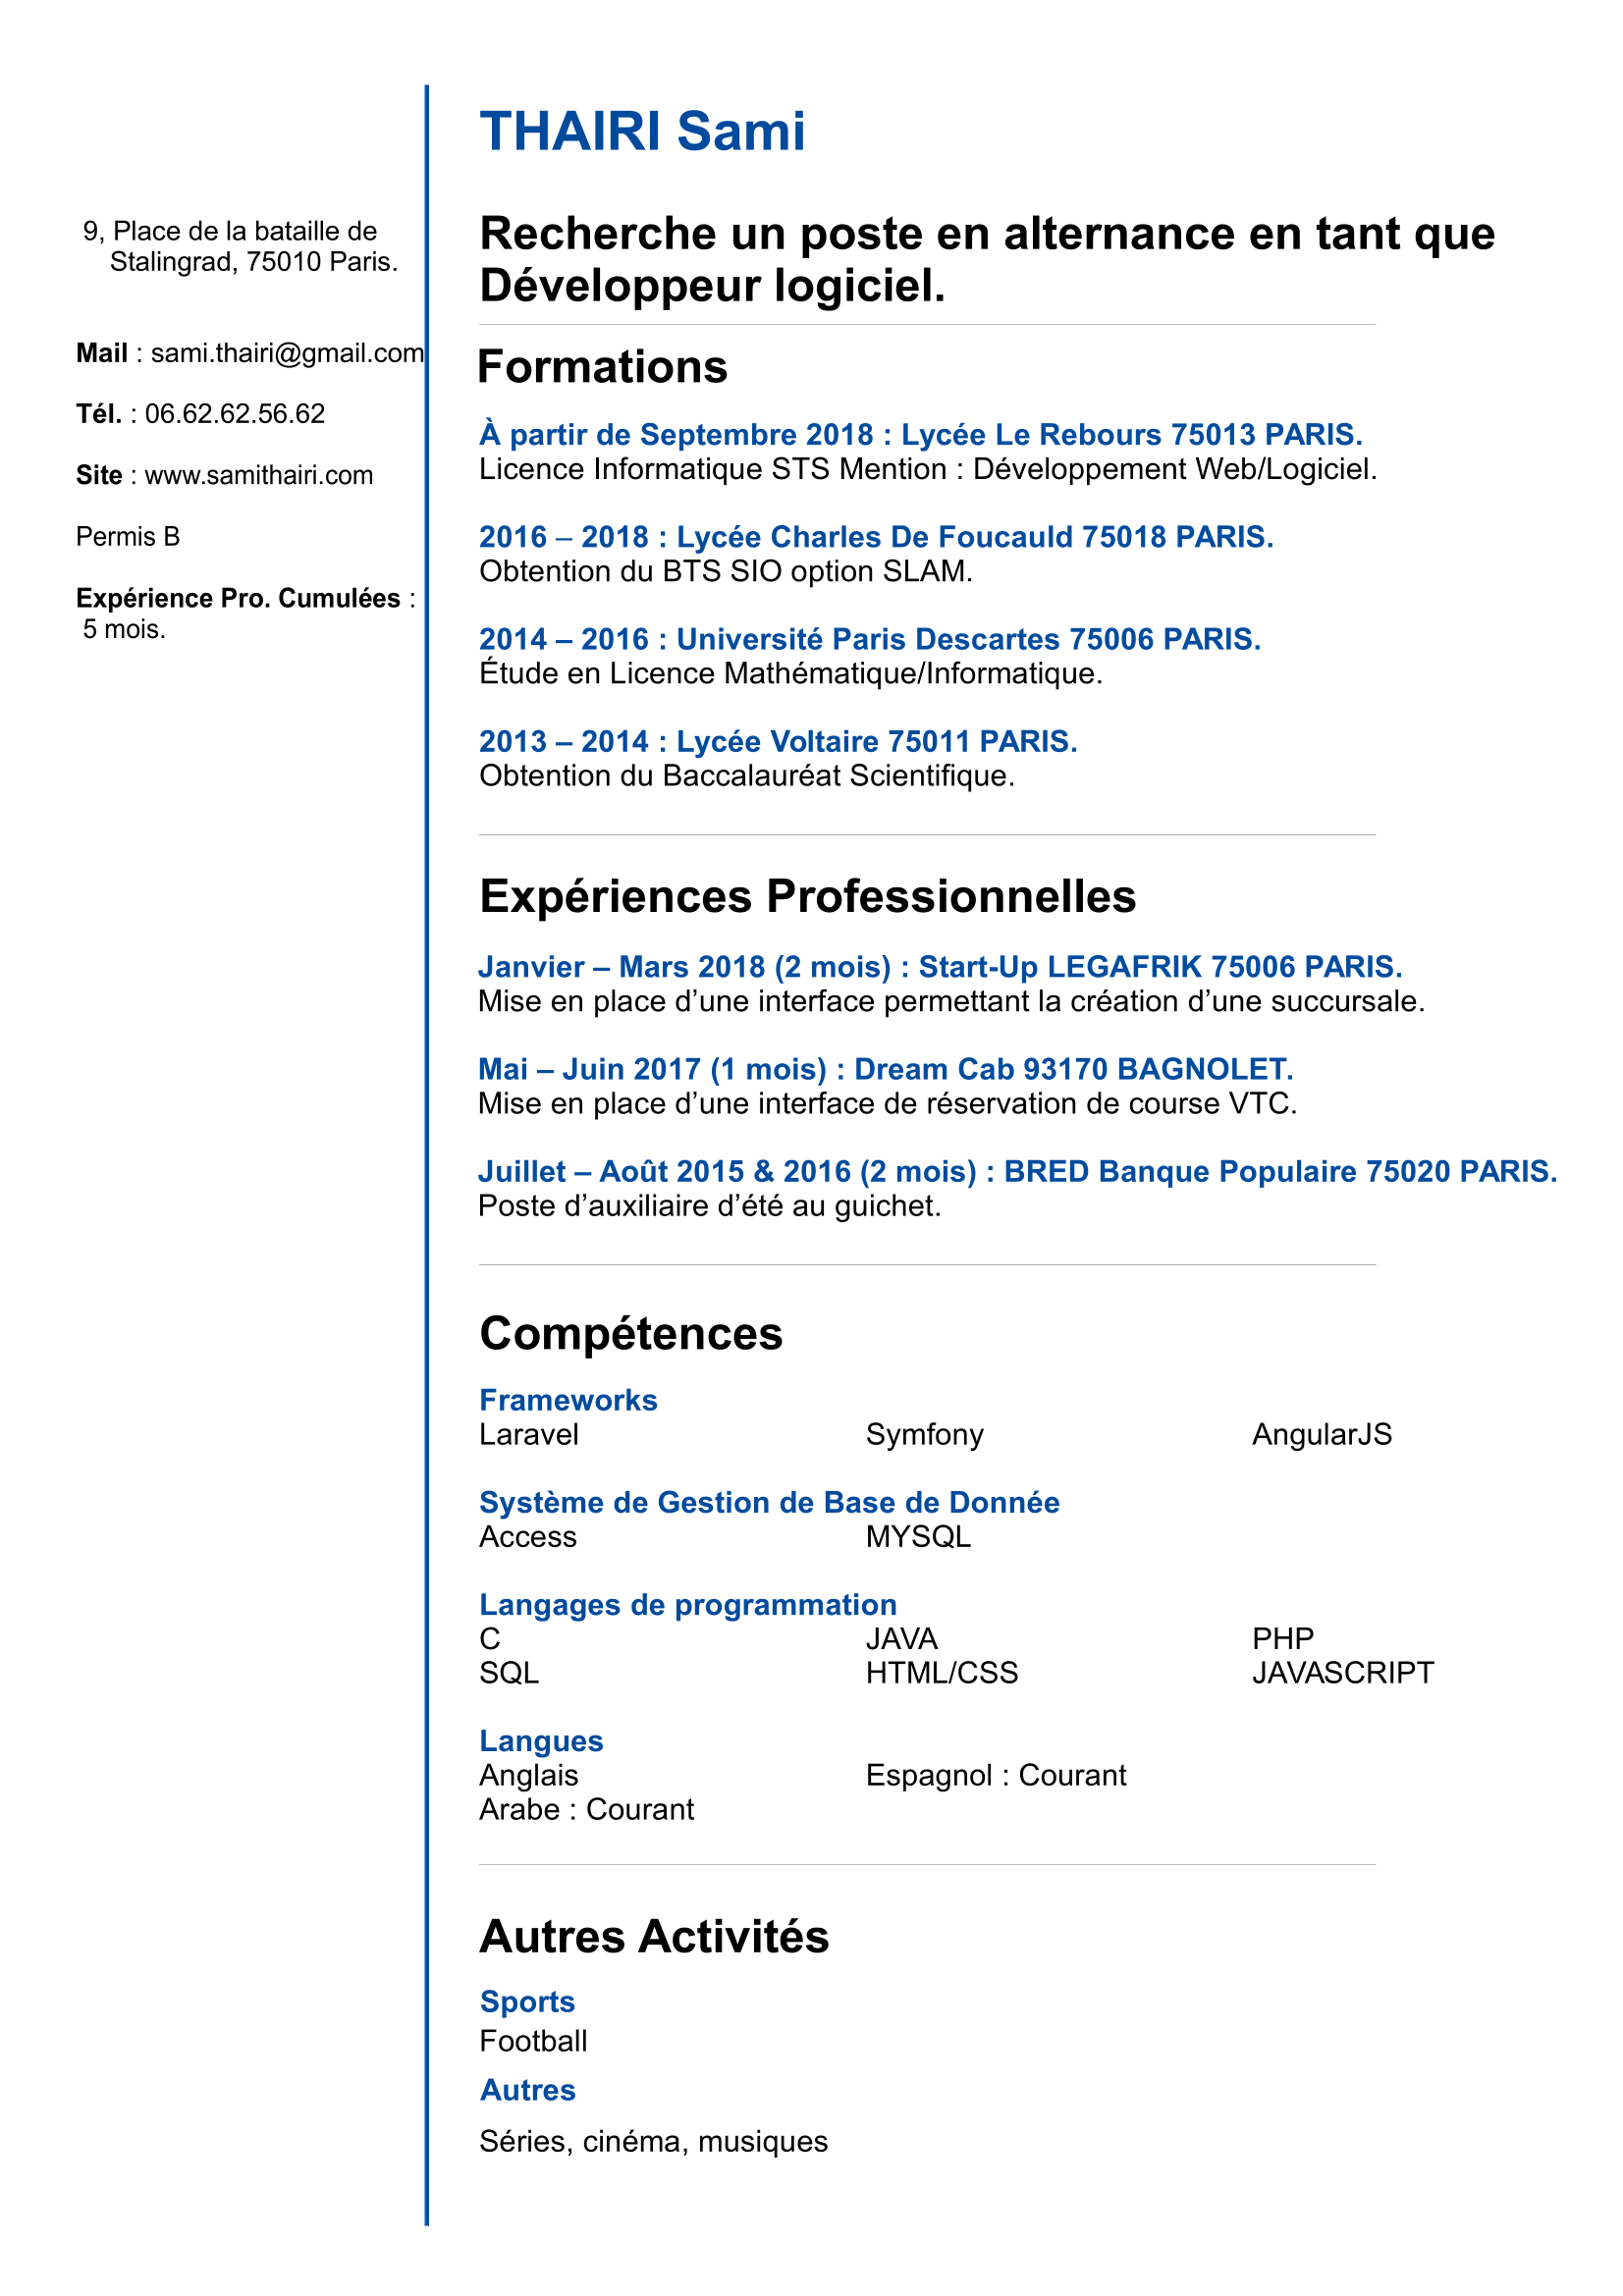 THAIRI Sami
9, Place de la bataille de
Stalingrad, 75010 Paris.
Mail : sami.thairi@gmail.com
Tél. : 06.62.62.56.62
Site : www.samithairi.com
Permis B
Expérience Pro. Cumulées :
5 mois.
Recherche un poste en alternance en tant que
Développeur logiciel.
Formations
À partir de Septembre 2018 : Lycée Le Rebours 75013 PARIS.
Licence Informatique STS Mention : Développement Web/Logiciel.
2016 – 2018 : Lycée Charles De Foucauld 75018 PARIS.
Obtention du BTS SIO option SLAM.
2014 – 2016 : Université Paris Descartes 75006 PARIS.
Étude en Licence Mathématique/Informatique.
2013 – 2014 : Lycée Voltaire 75011 PARIS.
Obtention du Baccalauréat Scientifique.
Expériences Professionnelles
Janvier – Mars 2018 (2 mois) : Start-Up LEGAFRIK 75006 PARIS.
Mise en place d’une interface permettant la création d’une succursale.
Mai – Juin 2017 (1 mois) : Dream Cab 93170 BAGNOLET.
Mise en place d’une interface de réservation de course VTC.
Juillet – Août 2015 & 2016 (2 mois) : BRED Banque Populaire 75020 PARIS.
Poste d’auxiliaire d’été au guichet.
Compétences
Frameworks
Laravel Symfony AngularJS
Système de Gestion de Base de Donnée
Access MYSQL
Langages de programmation
C JAVA PHP
SQL HTML/CSS JAVASCRIPT
Langues
Anglais Espagnol : Courant
Arabe : Courant
Autres Activités
Sports
Football
Autres
Séries, cinéma, musiques